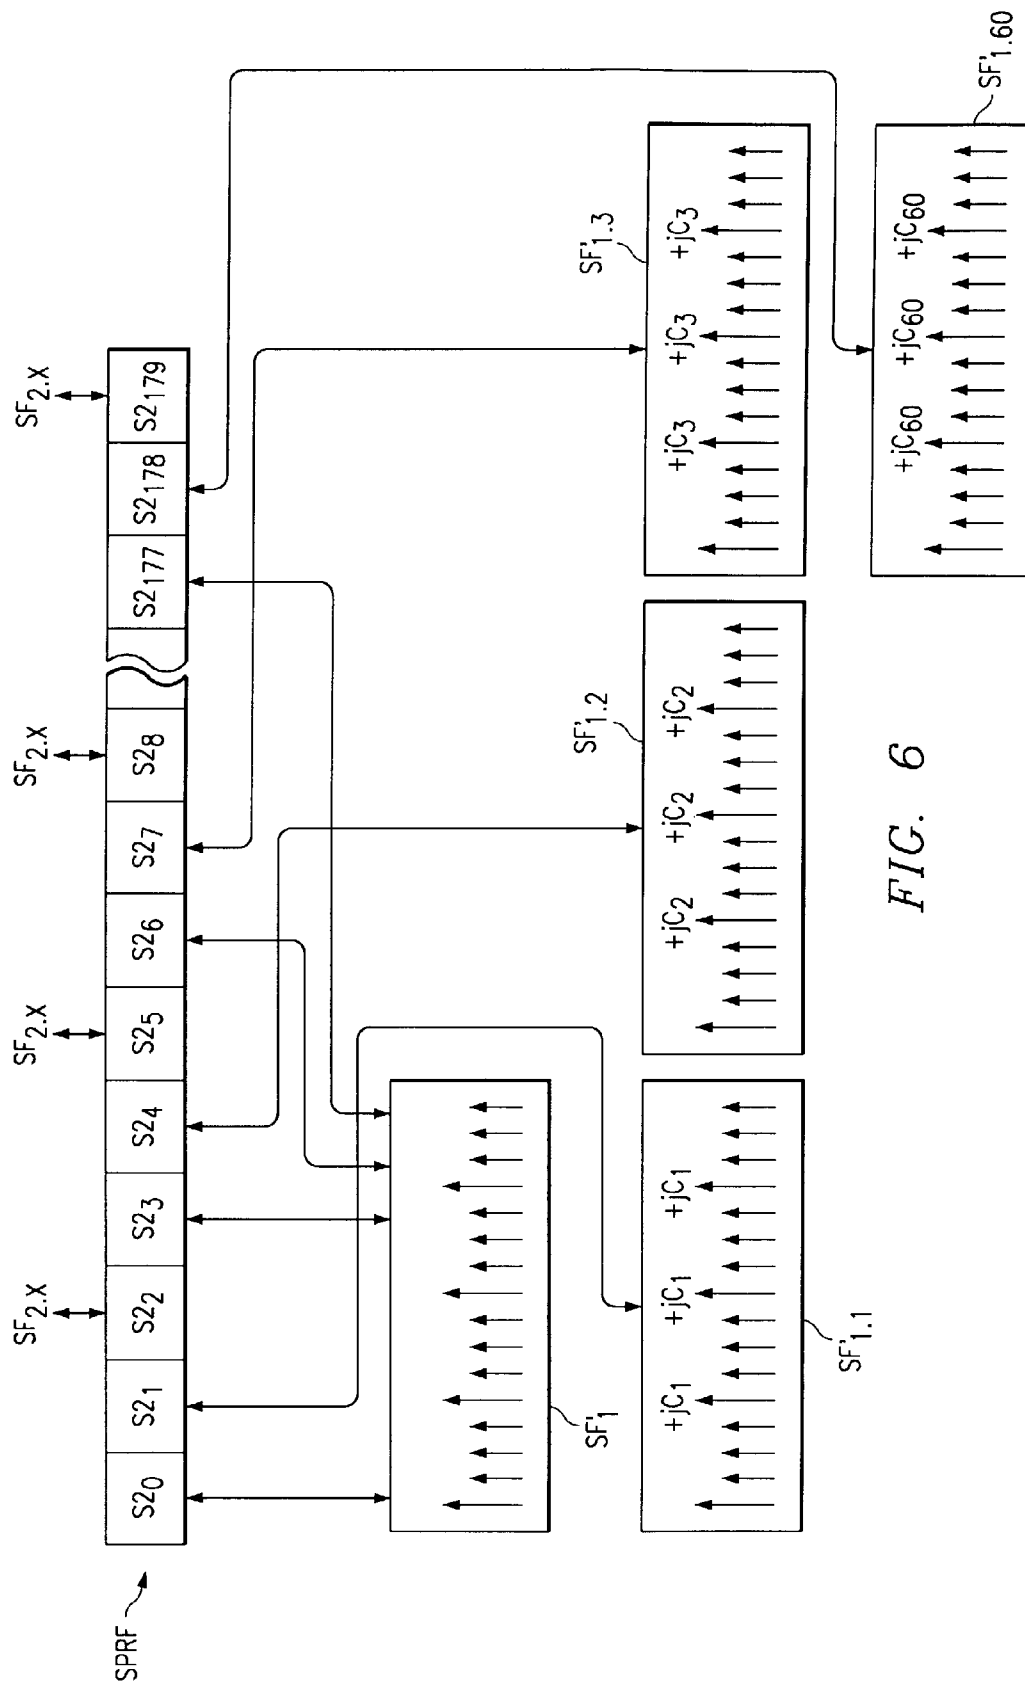 SPRF
SF2.X SF2.X SF2.X SF2.X
S20 S21 S22 S23 S24 S25 S26 S27 S28 S2177 S2178 S2179
SF'1
SF'1.1
+jC1 +jC1 +jC1
SF'1.2
+jC2 +jC2 +jC2
SF'1.3
+jC3 +jC3 +jC3
SF'1.60
+jC60 +jC60 +jC60
FIG. 6